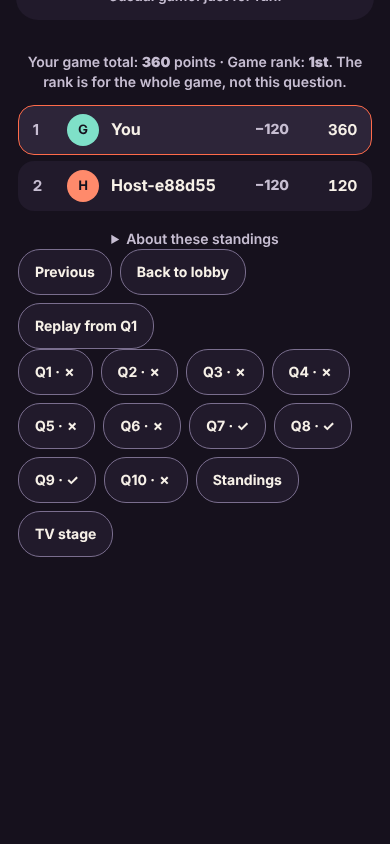 Your game total: 360 points · Game rank: 1st. The
rank is for the whole game, not this question.
1 G You −120 360
2 H Host-e88d55 −120 120
▶ About these standings
Previous Back to lobby
Replay from Q1
Q1 · × Q2 · × Q3 · × Q4 · ×
Q5 · × Q6 · × Q7 · ✓ Q8 · ✓
Q9 · ✓ Q10 · × Standings
TV stage